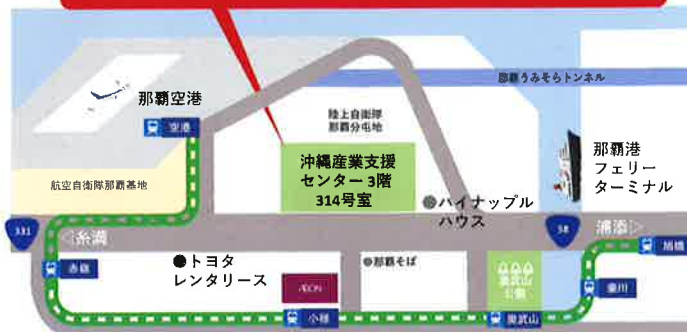 那覇うみそらトンネル
那覇空港
空港
陸上自衛隊
那覇分屯地
沖縄産業支援
センター 3階
314号室
那覇港
フェリー
ターミナル
航空自衛隊那覇基地
●パイナップル
ハウス
331
◁糸満
58
浦添▷
旭橋
赤嶺
●トヨタ
レンタリース
●那覇そば
ÆON
小禄
奥武山
公園
奥武山
壷川